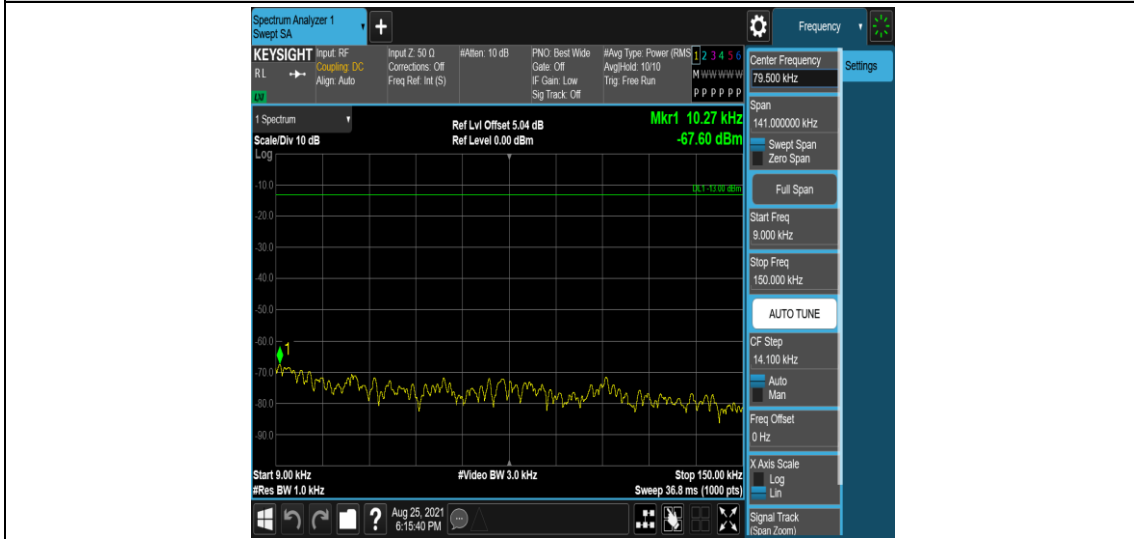 Spectrum Analyzer 1
Swept SA
+
Frequency
KEYSIGHT
RL
LNI
Input: RF
Coupling: DC
Align: Auto
Input Z: 50 Ω
Corrections: Off
Freq Ref: Int (S)
#Atten: 10 dB
PNO: Best Wide
Gate: Off
IF Gain: Low
Sig Track: Off
#Avg Type: Power (RMS
Avg|Hold: 10/10
Trig: Free Run
1 2 3 4 5 6
M W W W W W
P P P P P P
1 Spectrum
Scale/Div 10 dB
Log
Ref Lvl Offset 5.04 dB
Ref Level 0.00 dBm
Mkr1 10.27 kHz
-67.60 dBm
DL1 -13.00 dBm
-10.0
-20.0
-30.0
-40.0
-50.0
-60.0
1
-70.0
-80.0
-90.0
Start 9.00 kHz
#Video BW 3.0 kHz
Stop 150.00 kHz
#Res BW 1.0 kHz
Sweep 36.8 ms (1000 pts)
?
Aug 25, 2021
6:15:40 PM
Center Frequency
79.500 kHz
Settings
Span
141.000000 kHz
Swept Span
Zero Span
Full Span
Start Freq
9.000 kHz
Stop Freq
150.000 kHz
AUTO TUNE
CF Step
14.100 kHz
Auto
Man
Freq Offset
0 Hz
X Axis Scale
Log
Lin
Signal Track
(Span Zoom)